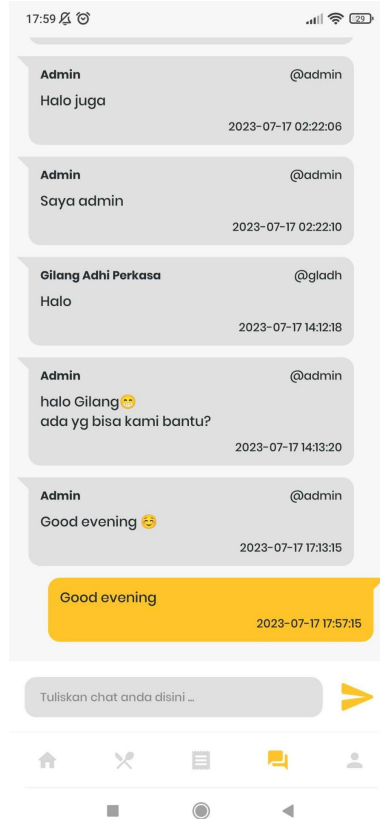 17:59
29
Admin @admin
Halo juga
2023-07-17 02:22:06
Admin @admin
Saya admin
2023-07-17 02:22:10
Gilang Adhi Perkasa @gladh
Halo
2023-07-17 14:12:18
Admin @admin
halo Gilang😁
ada yg bisa kami bantu?
2023-07-17 14:13:20
Admin @admin
Good evening ☺️
2023-07-17 17:13:15
Good evening
2023-07-17 17:57:15
Tuliskan chat anda disini ...